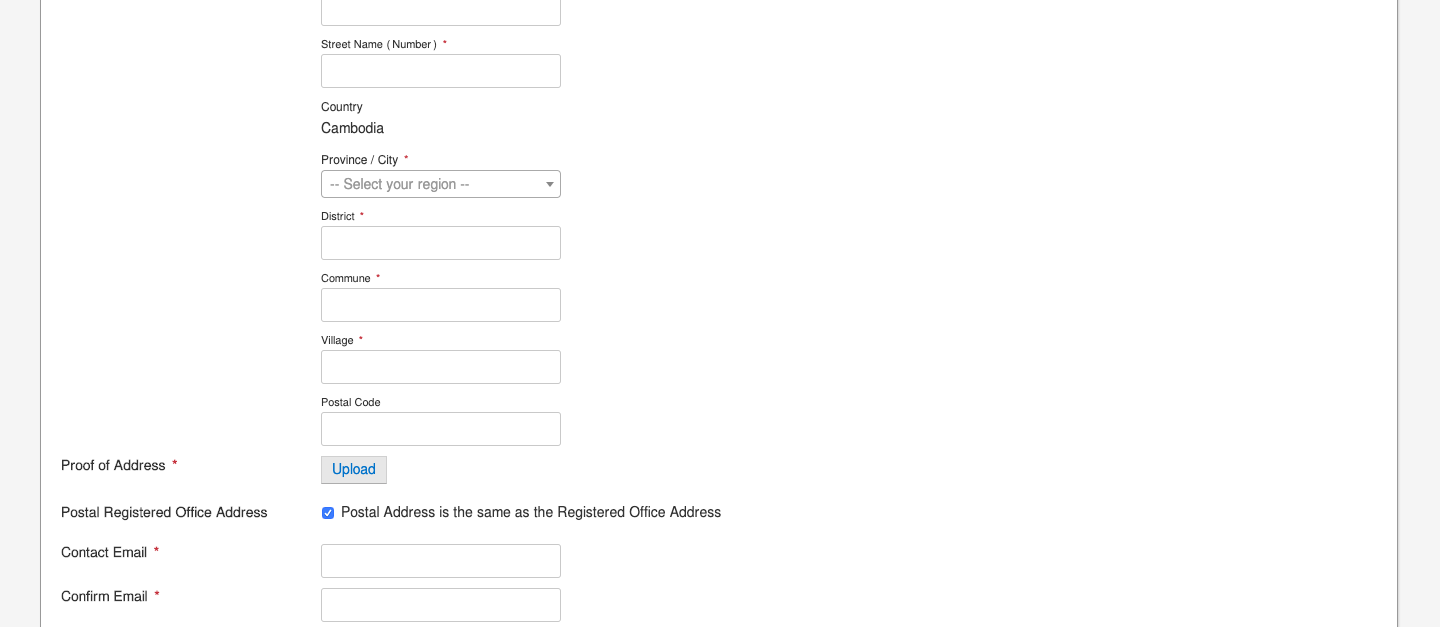 Street Name ( Number ) *
Country
Cambodia
Province / City *
-- Select your region --
District *
Commune *
Village *
Postal Code
Proof of Address *
Upload
Postal Registered Office Address
Postal Address is the same as the Registered Office Address
Contact Email *
Confirm Email *